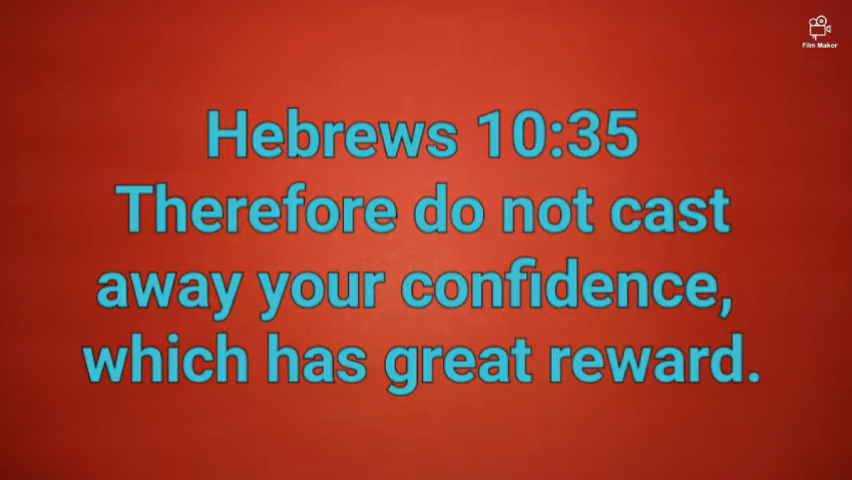 Film Maker
Hebrews 10:35
Therefore do not cast
away your confidence,
which has great reward.